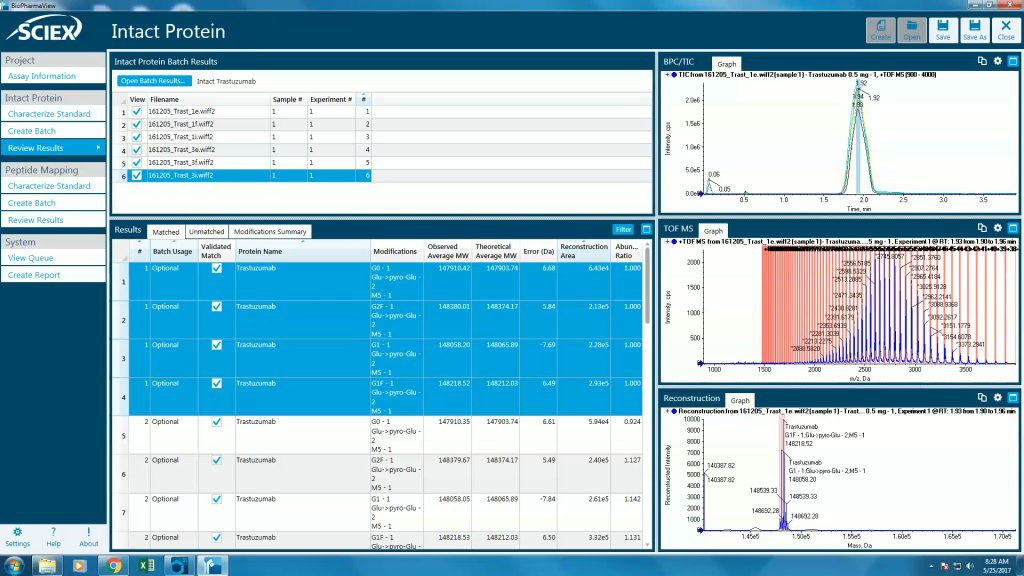 BioPharmaView
SCIEX
Intact Protein
Create
Open
Save
Save As
Close
Project
Assay Information
Intact Protein
Characterize Standard
Create Batch
Review Results
Peptide Mapping
Characterize Standard
Create Batch
Review Results
System
View Queue
Create Report
Settings
Help
About
Intact Protein Batch Results
Open Batch Results...
Intact Trastuzumab
View Filename Sample # Experiment # #
1 161205_Trast_1e.wiff2 1 1 1
2 161205_Trast_1f.wiff2 1 1 2
3 161205_Trast_1i.wiff2 1 1 3
4 161205_Trast_3e.wiff2 1 1 4
5 161205_Trast_3f.wiff2 1 1 5
6 161205_Trast_3i.wiff2 1 1 6
Results Matched Unmatched Modifications Summary Filter
# Batch Usage Validated Match Protein Name Modifications Observed Average MW Theoretical Average MW Error (Da) Reconstruction Area Abun... Ratio
1 1 Optional Trastuzumab G0 - 1 Glu->pyro-Glu - 2 M5 - 1 147910.42 147903.74 6.68 6.43e4 1.000
2 1 Optional Trastuzumab G2F - 1 Glu->pyro-Glu - 2 M5 - 1 148380.01 148374.17 5.84 2.13e5 1.000
3 1 Optional Trastuzumab G1 - 1 Glu->pyro-Glu - 2 M5 - 1 148058.20 148065.89 -7.69 2.28e5 1.000
4 1 Optional Trastuzumab G1F - 1 Glu->pyro-Glu - 2 M5 - 1 148218.52 148212.03 6.49 2.93e5 1.000
5 2 Optional Trastuzumab G0 - 1 Glu->pyro-Glu - 2 M5 - 1 147910.35 147903.74 6.61 5.94e4 0.924
6 2 Optional Trastuzumab G2F - 1 Glu->pyro-Glu - 2 M5 - 1 148379.67 148374.17 5.49 2.40e5 1.127
7 2 Optional Trastuzumab G1 - 1 Glu->pyro-Glu - 2 M5 - 1 148058.05 148065.89 -7.84 2.61e5 1.142
2 Optional Trastuzumab G1F - 1 Glu->pyro-Glu - 148218.53 148212.03 6.50 3.32e5 1.131
BPC/TIC Graph
TIC from 161205_Trast_1e.wiff2 (sample 1) - Trastuzumab 0.5 mg - 1, +TOF MS (900 - 4000)
Intensity, cps
2.0e6
1.5e6
1.0e6
5.0e5
0.0e0
1.92
1.94
1.92
1.93
0.06
0.05
0.5 1.0 1.5 2.0 2.5 3.0 3.5
Time, min
TOF MS Graph
+TOF MS from 161205_Trast_1e.wiff2 (sample 1) - Trastuzuma....5 mg - 1, Experiment 1 @ RT: 1.93 from 1.90 to 1.96 min
Intensity, cps
2000
1500
1000
500
0
*2745.8057
*2851.3760
*2556.5185
*2907.2764
*2598.5329
*2965.4184
*2513.2085
*3025.9128
*2471.3435
*2962.2141
*3088.9368
*2430.8201
*3092.2617
*2391.6179
*3151.1779
*2353.6939
*3154.6078
*2281.3039
*2213.2275
*3373.2941
*2088.5820
1000 1500 2000 2500 3000 3500
m/z, Da
Reconstruction Graph
Reconstruction from 161205_Trast_1e.wiff2 (sample 1) - Trast... 0.5 mg - 1, Experiment 1 @ RT: 1.93 from 1.90 to 1.96 min
Reconstructed Intensity
10000
9000
8000
7000
6000
5000
4000
3000
2000
1000
0
Trastuzumab
G1F - 1;Glu->pyro-Glu - 2;M5 - 1
148218.52
Trastuzumab
G1 - 1;Glu->pyro-Glu - 2;M5 - 1
148058.20
140387.82
140387.82
148539.33
148539.33
148692.28
148692.28
1.45e5 1.50e5 1.55e5 1.60e5 1.65e5 1.70e5
Mass, Da
8:28 AM
5/25/2017